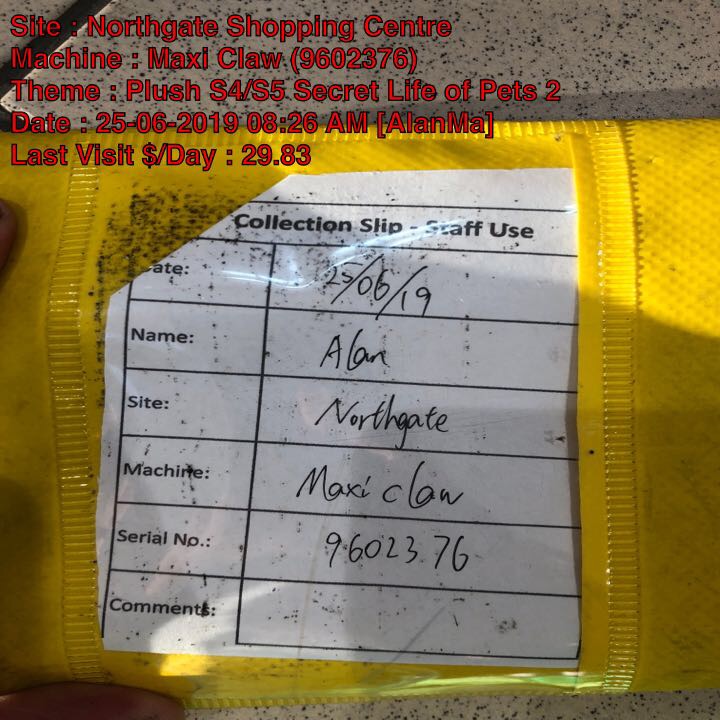 Site : Northgate Shopping Centre
Machine : Maxi Claw (9602376)
Theme : Plush S4/S5 Secret Life of Pets 2
Date : 25-06-2019 08:26 AM [AlanMa]
Last Visit $/Day : 29.83
Collection Slip - Staff Use
ate: 25/06/19
Name: Alan
Site: Northgate
Machine: Maxi claw
Serial No.: 9602376
Comments: